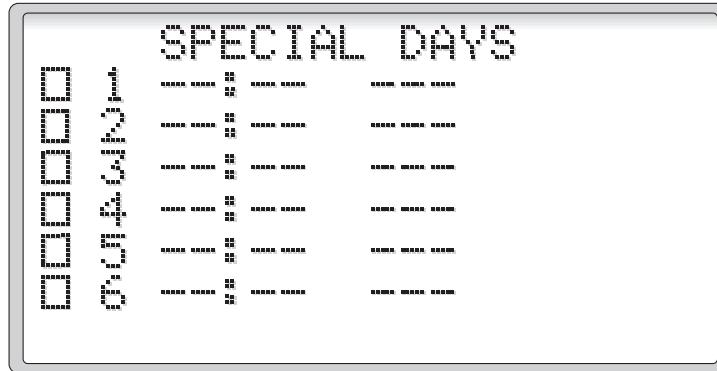 SPECIAL DAYS
□ 1 --:-- ---
□ 2 --:-- ---
□ 3 --:-- ---
□ 4 --:-- ---
□ 5 --:-- ---
□ 6 --:-- ---